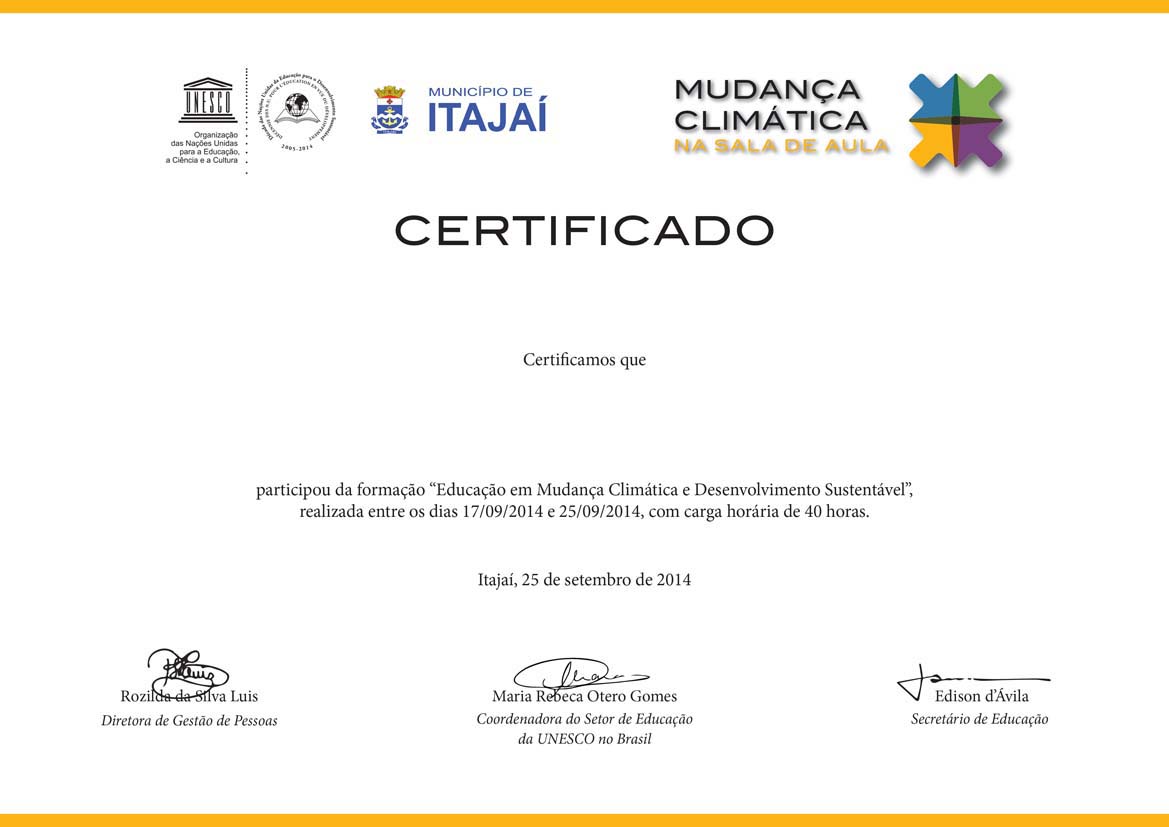 UNESCO
Organização
das Nações Unidas
para a Educação,
a Ciência e a Cultura
Década das Nações Unidas da Educação para o Desenvolvimento Sustentável
2005-2014
MUNICÍPIO DE
ITAJAÍ
MUDANÇA
CLIMÁTICA
NA SALA DE AULA
CERTIFICADO
Certificamos que
participou da formação “Educação em Mudança Climática e Desenvolvimento Sustentável”,
realizada entre os dias 17/09/2014 e 25/09/2014, com carga horária de 40 horas.
Itajaí, 25 de setembro de 2014
Rozilda da Silva Luis
Diretora de Gestão de Pessoas
Maria Rebeca Otero Gomes
Coordenadora do Setor de Educação
da UNESCO no Brasil
Edison d’Ávila
Secretário de Educação